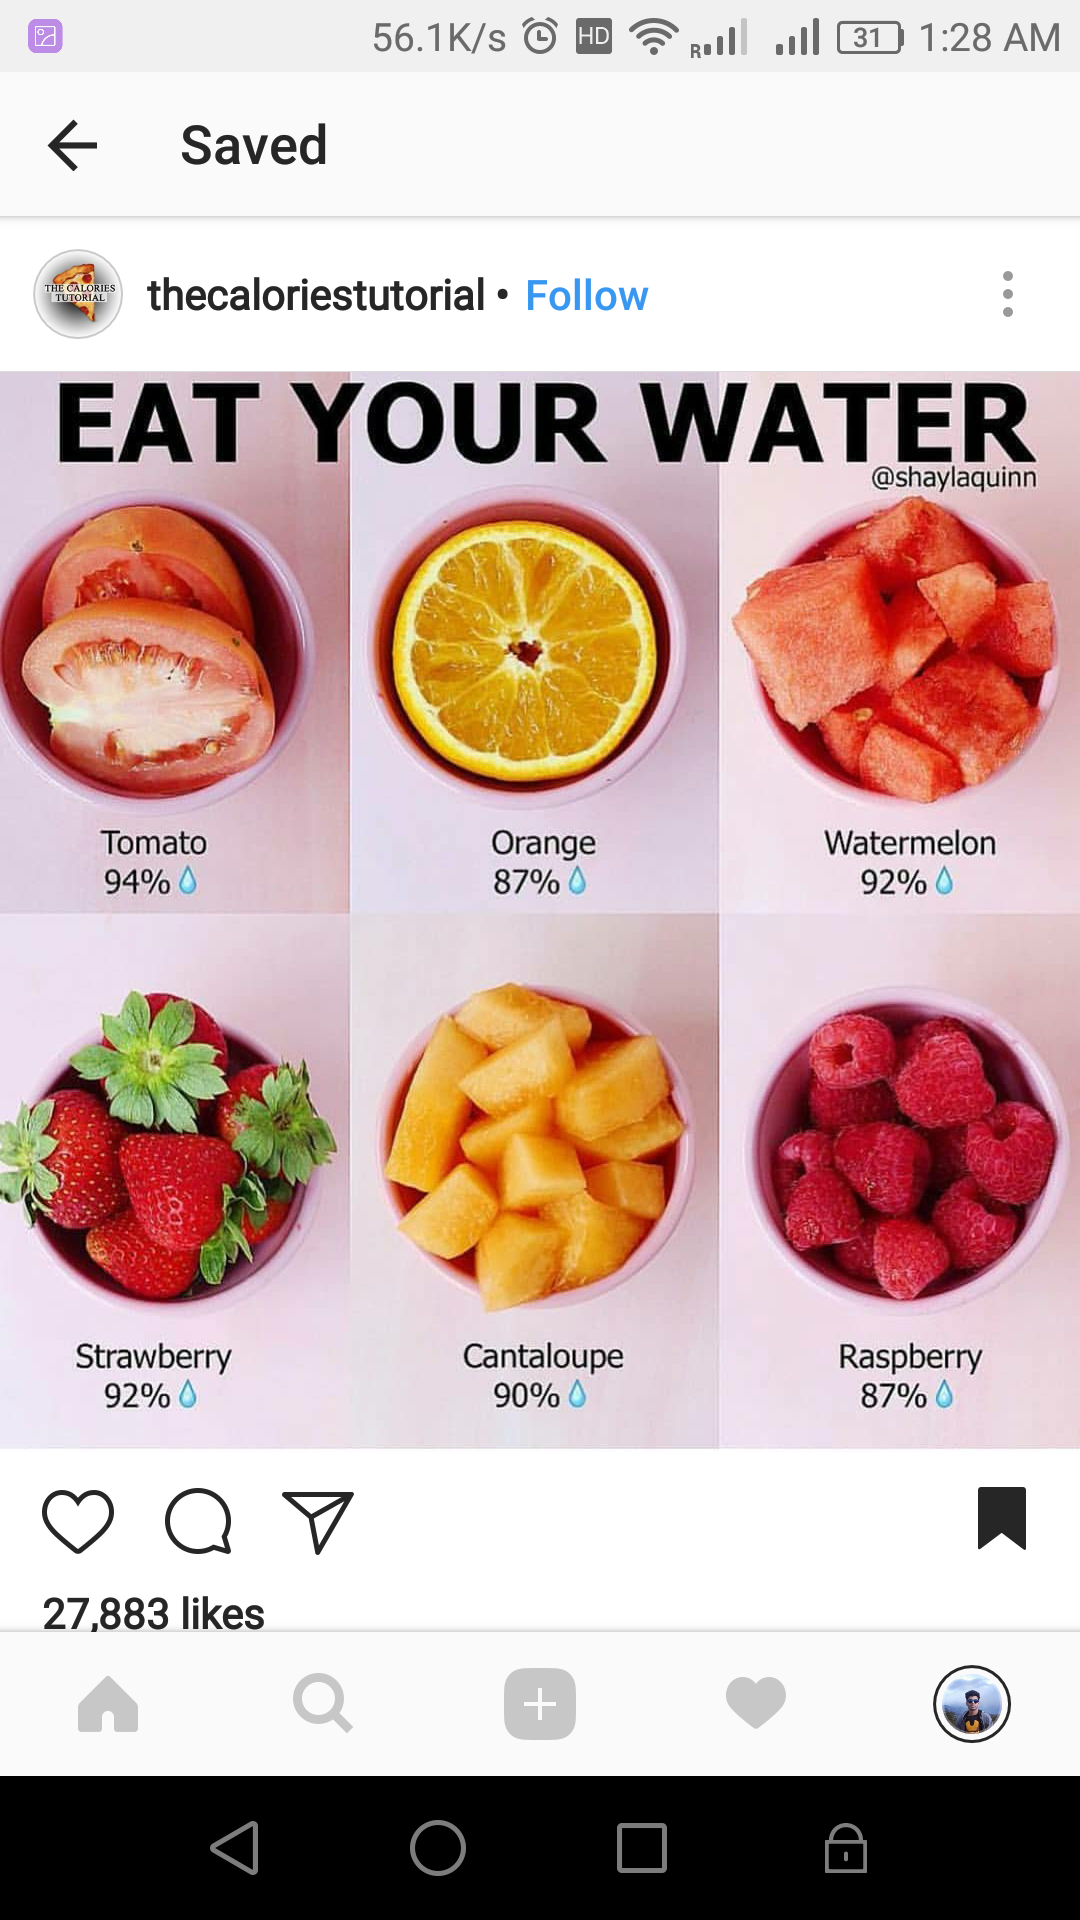 56.1K/s HD R 31 1:28 AM
Saved
THE CALORIES
TUTORIAL
thecaloriestutorial • Follow
EAT YOUR WATER
@shaylaquinn
Tomato
94%
Orange
87%
Watermelon
92%
Strawberry
92%
Cantaloupe
90%
Raspberry
87%
27,883 likes